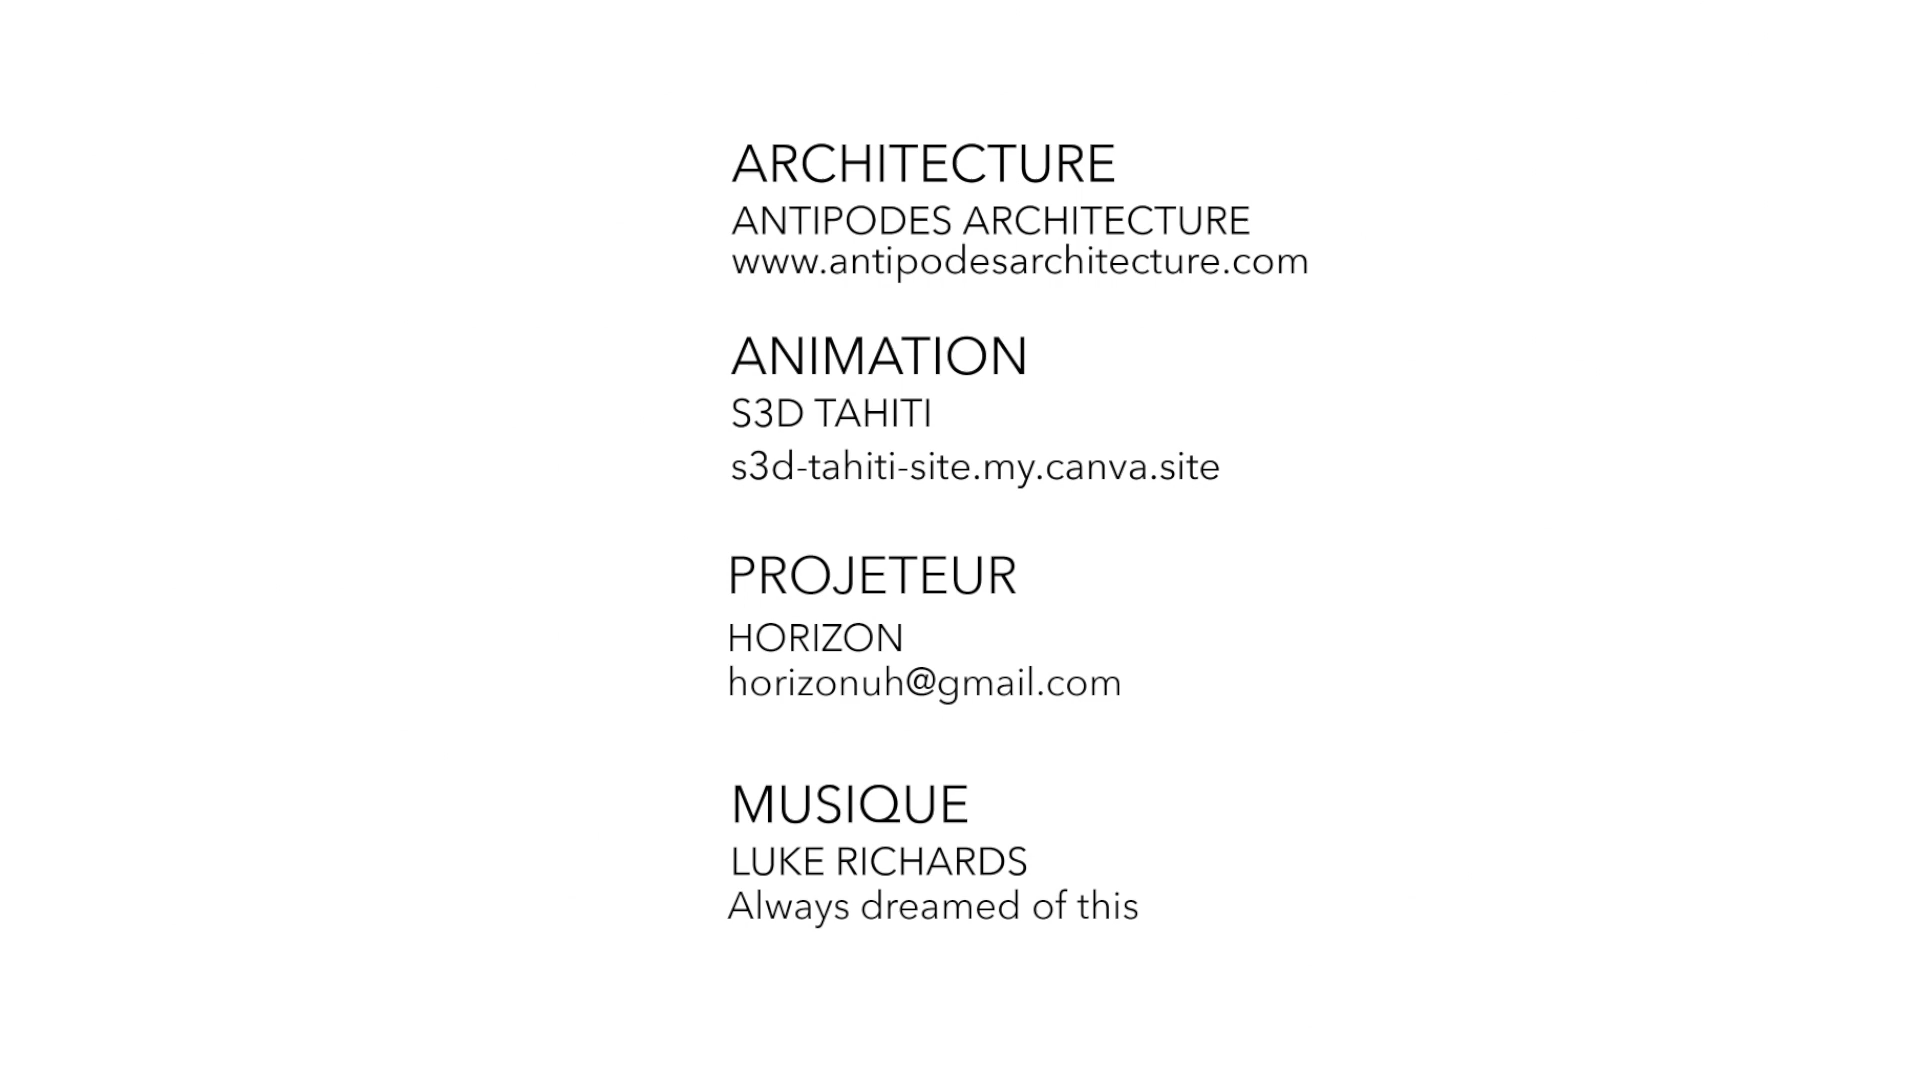 ARCHITECTURE
ANTIPODES ARCHITECTURE
www.antipodesarchitecture.com
ANIMATION
S3D TAHITI
s3d-tahiti-site.my.canva.site
PROJETEUR
HORIZON
horizonuh@gmail.com
MUSIQUE
LUKE RICHARDS
Always dreamed of this